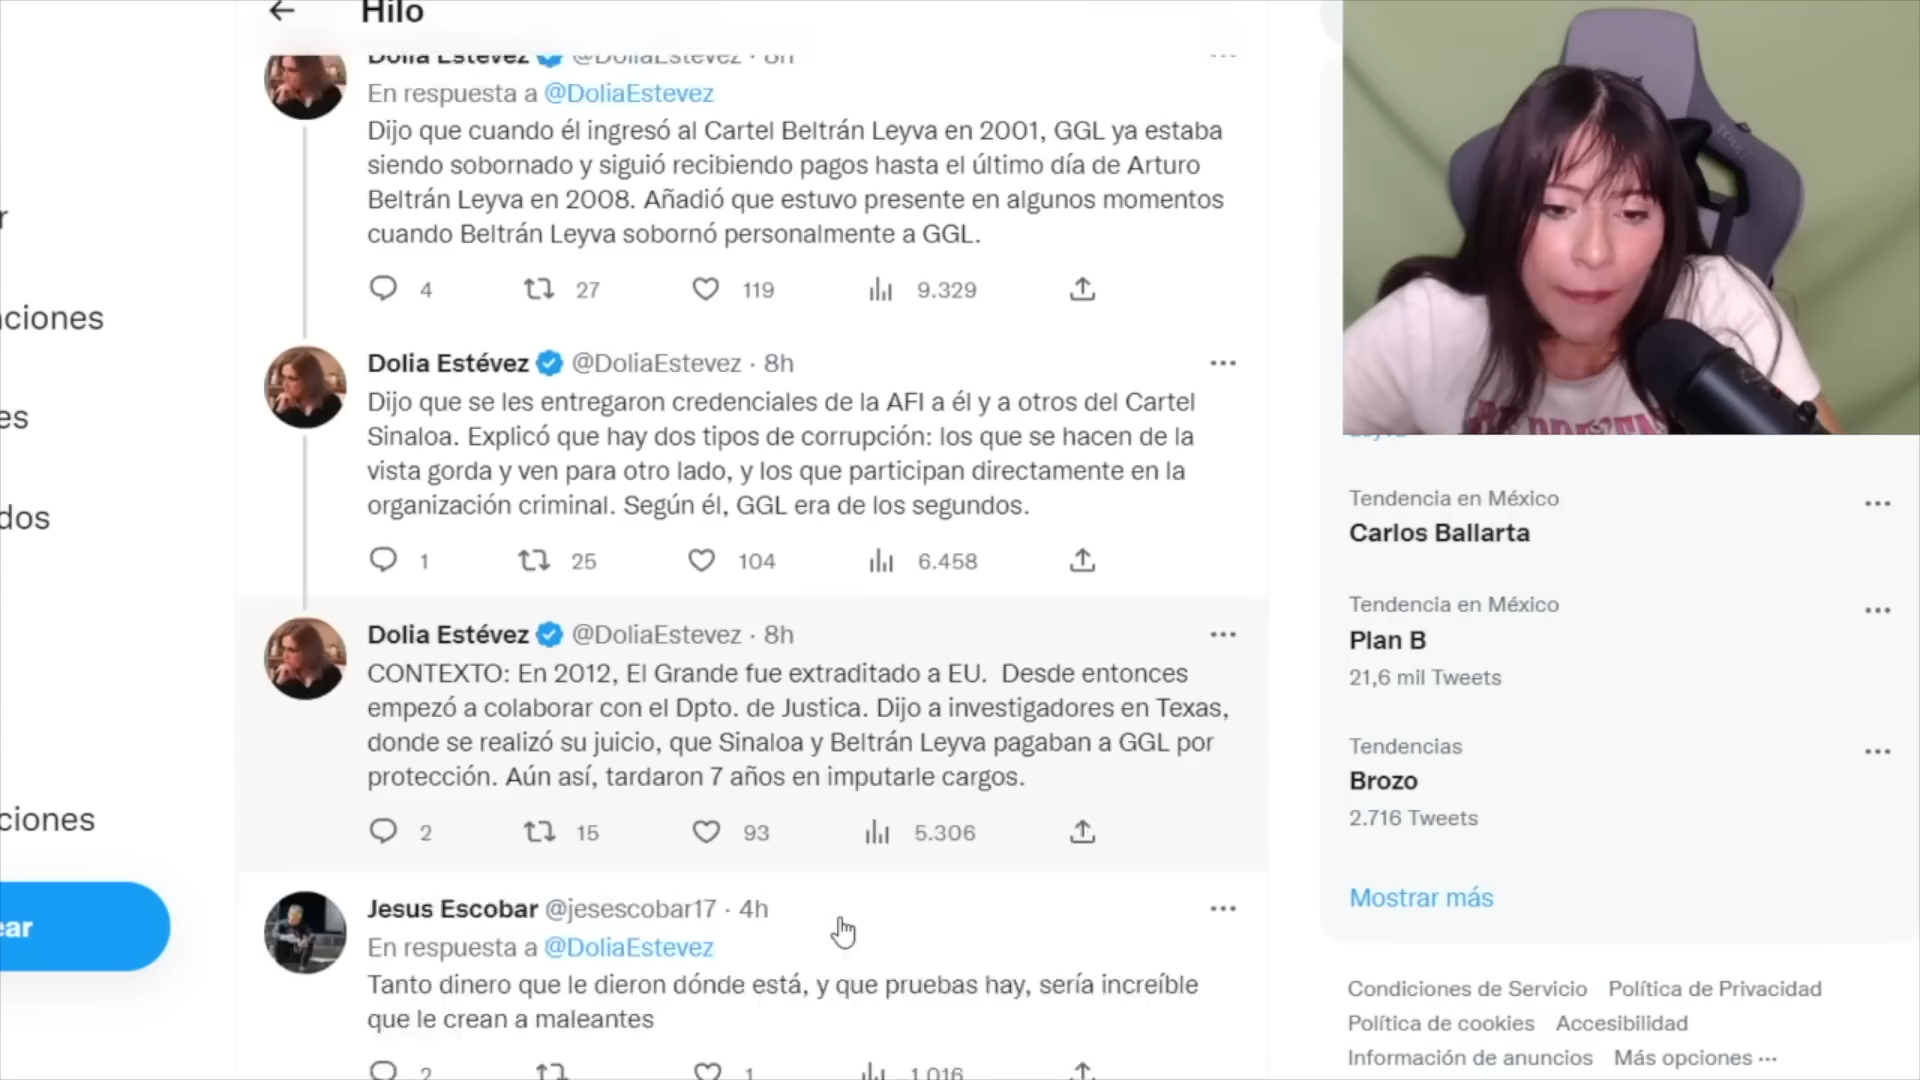 Hilo
Dolia Estévez @DoliaEstevez · 8h
En respuesta a @DoliaEstevez
Dijo que cuando él ingresó al Cartel Beltrán Leyva en 2001, GGL ya estaba
siendo sobornado y siguió recibiendo pagos hasta el último día de Arturo
Beltrán Leyva en 2008. Añadió que estuvo presente en algunos momentos
cuando Beltrán Leyva sobornó personalmente a GGL.
4 27 119 9.329
Dolia Estévez @DoliaEstevez · 8h
Dijo que se les entregaron credenciales de la AFI a él y a otros del Cartel
Sinaloa. Explicó que hay dos tipos de corrupción: los que se hacen de la
vista gorda y ven para otro lado, y los que participan directamente en la
organización criminal. Según él, GGL era de los segundos.
1 25 104 6.458
Dolia Estévez @DoliaEstevez · 8h
CONTEXTO: En 2012, El Grande fue extraditado a EU. Desde entonces
empezó a colaborar con el Dpto. de Justica. Dijo a investigadores en Texas,
donde se realizó su juicio, que Sinaloa y Beltrán Leyva pagaban a GGL por
protección. Aún así, tardaron 7 años en imputarle cargos.
2 15 93 5.306
Jesus Escobar @jesescobar17 · 4h
En respuesta a @DoliaEstevez
Tanto dinero que le dieron dónde está, y que pruebas hay, sería increíble
que le crean a maleantes
2 1 1.016
r
ciones
es
dos
ciones
ear
Tendencia en México
Carlos Ballarta
Tendencia en México
Plan B
21,6 mil Tweets
Tendencias
Brozo
2.716 Tweets
Mostrar más
Condiciones de Servicio Política de Privacidad
Política de cookies Accesibilidad
Información de anuncios Más opciones ···